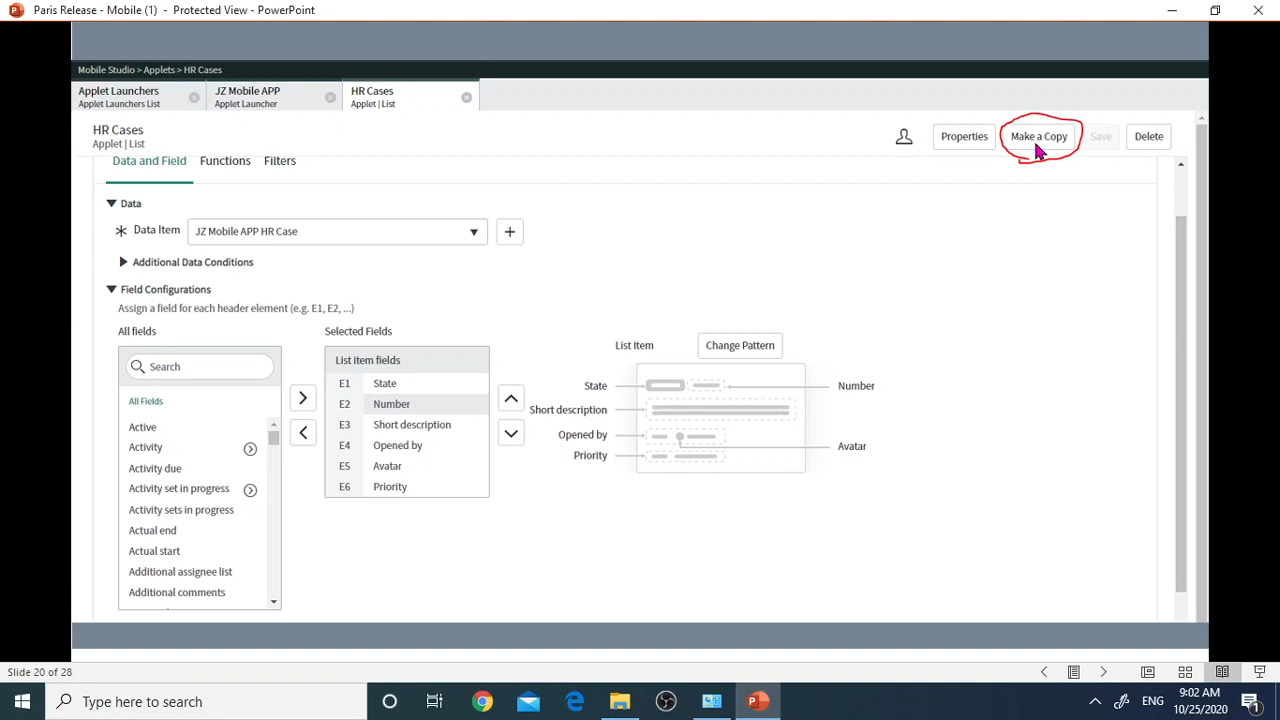 Paris Release - Mobile (1) - Protected View - PowerPoint
Mobile Studio > Applets > HR Cases
Applet Launchers
Applet Launchers List
JZ Mobile APP
Applet Launcher
HR Cases
Applet | List
HR Cases
Applet | List
Properties
Make a Copy
Save
Delete
Data and Field
Functions
Filters
Data
Data Item
JZ Mobile APP HR Case
Additional Data Conditions
Field Configurations
Assign a field for each header element (e.g. E1, E2, ...)
All fields
Search
All Fields
Active
Activity
Activity due
Activity set in progress
Activity sets in progress
Actual end
Actual start
Additional assignee list
Additional comments
Selected Fields
List item fields
E1 State
E2 Number
E3 Short description
E4 Opened by
E5 Avatar
E6 Priority
List Item
Change Pattern
State
Number
Short description
Opened by
Avatar
Priority
Slide 20 of 28
Type here to search
ENG
9:02 AM
10/25/2020
1